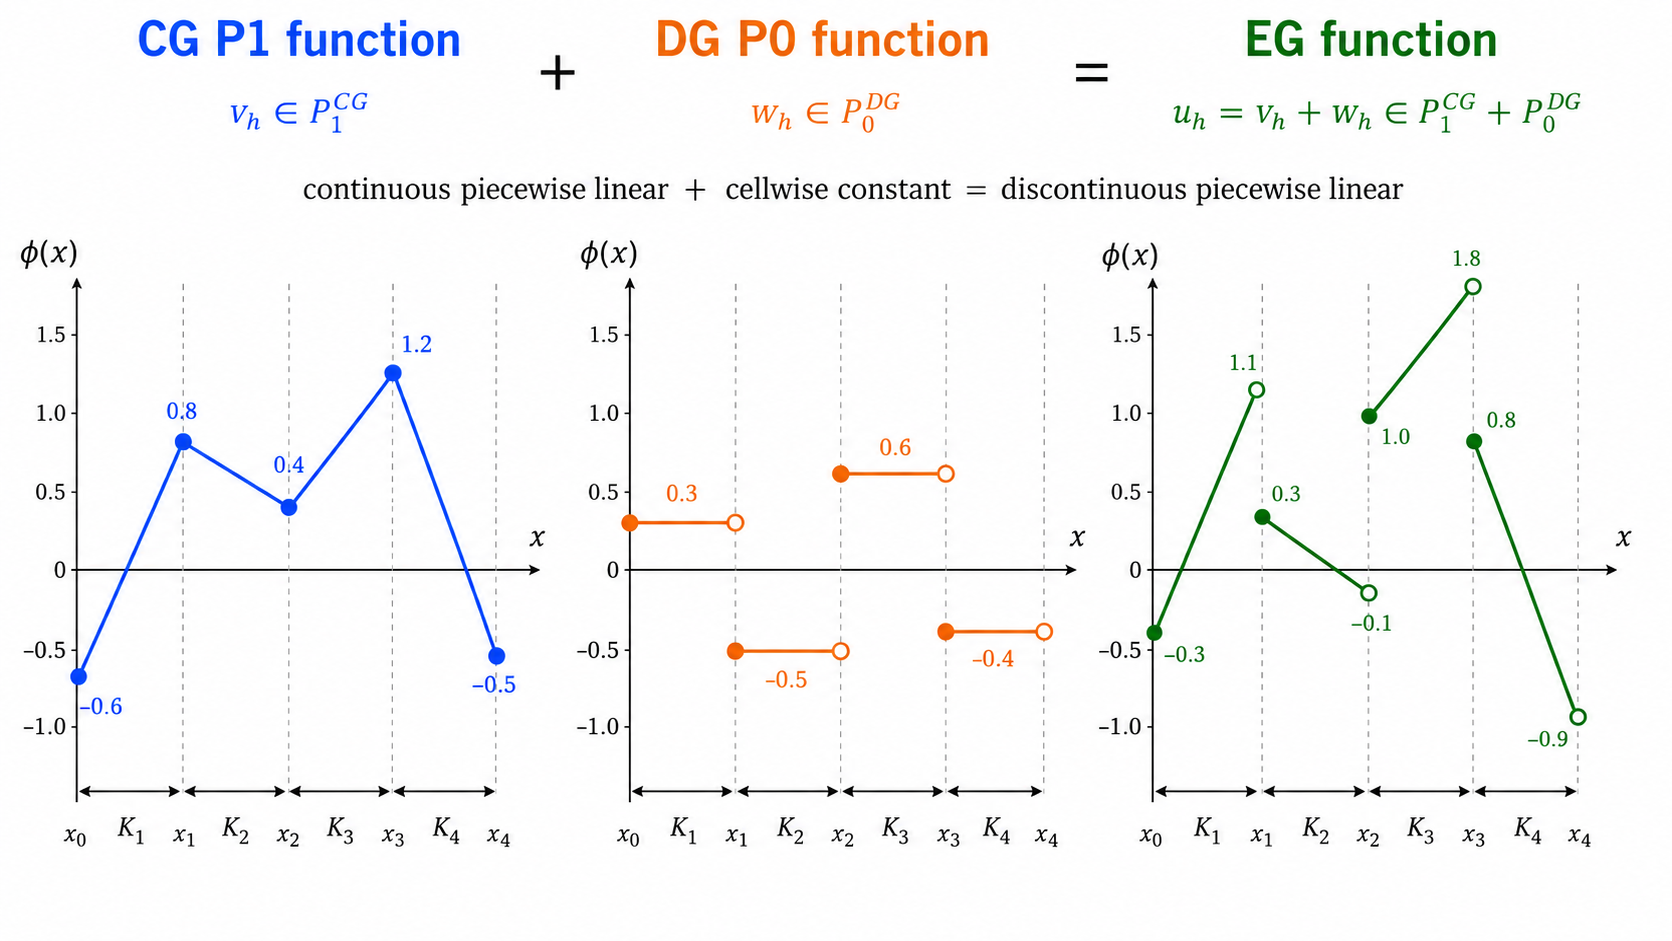 CG P1 function + DG P0 function = EG function
v_h ∈ P_1^{CG} w_h ∈ P_0^{DG} u_h = v_h + w_h ∈ P_1^{CG} + P_0^{DG}
continuous piecewise linear + cellwise constant = discontinuous piecewise linear
ϕ(x)
1.5
1.0
0.5
0
–0.5
–1.0
–0.6
0.8
0.4
1.2
–0.5
x
x_0 K_1 x_1 K_2 x_2 K_3 x_3 K_4 x_4
ϕ(x)
1.5
1.0
0.5
0
–0.5
–1.0
0.3
–0.5
0.6
–0.4
x
x_0 K_1 x_1 K_2 x_2 K_3 x_3 K_4 x_4
ϕ(x)
1.5
1.0
0.5
0
–0.5
–1.0
–0.3
1.1
0.3
–0.1
1.0
1.8
0.8
–0.9
x
x_0 K_1 x_1 K_2 x_2 K_3 x_3 K_4 x_4